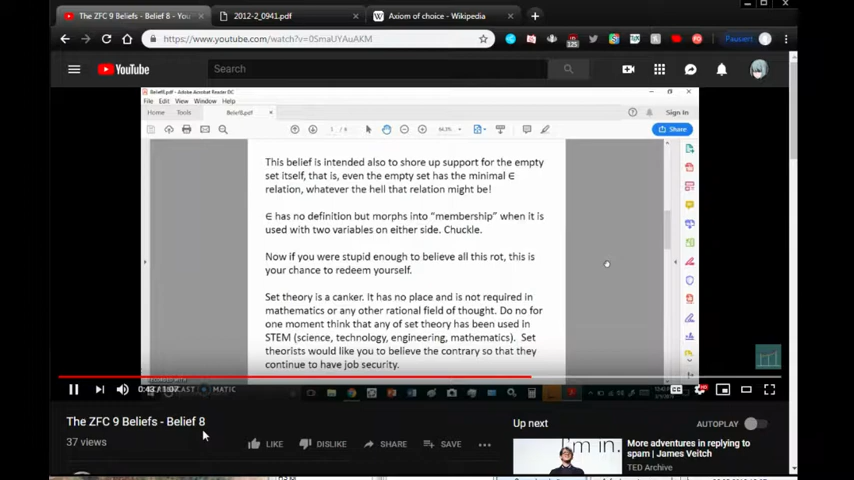 The ZFC 9 Beliefs - Belief 8 - You
2012-2_0941.pdf
W Axiom of choice - Wikipedia
https://www.youtube.com/watch?v=0SmaUYAuAKM
125
Pausert
YouTube
Search
Belief8.pdf - Adobe Acrobat Reader DC
File Edit View Window Help
Home Tools Belief8.pdf
Sign In
Share
This belief is intended also to shore up support for the empty
set itself, that is, even the empty set has the minimal ∈
relation, whatever the hell that relation might be!
∈ has no definition but morphs into “membership” when it is
used with two variables on either side. Chuckle.
Now if you were stupid enough to believe all this rot, this is
your chance to redeem yourself.
Set theory is a canker. It has no place and is not required in
mathematics or any other rational field of thought. Do no for
one moment think that any of set theory has been used in
STEM (science, technology, engineering, mathematics). Set
theorists would like you to believe the contrary so that they
continue to have job security.
MATIC
CC
HD
The ZFC 9 Beliefs - Belief 8
37 views
LIKE
DISLIKE
SHARE
SAVE
Up next
AUTOPLAY
I'm in.
More adventures in replying to
spam | James Veitch
TED Archive